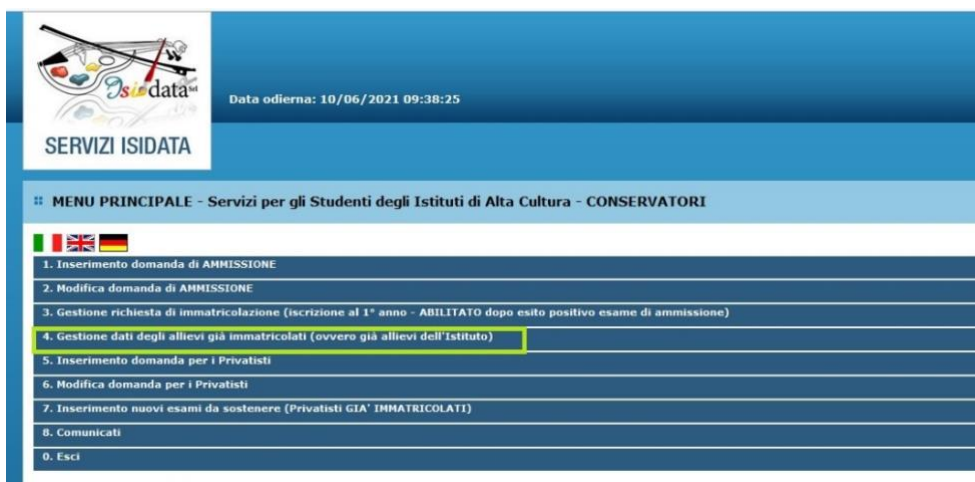 Isidata srl
Data odierna: 10/06/2021 09:38:25
SERVIZI ISIDATA
MENU PRINCIPALE - Servizi per gli Studenti degli Istituti di Alta Cultura - CONSERVATORI
1. Inserimento domanda di AMMISSIONE
2. Modifica domanda di AMMISSIONE
3. Gestione richiesta di immatricolazione (iscrizione al 1° anno - ABILITATO dopo esito positivo esame di ammissione)
4. Gestione dati degli allievi già immatricolati (ovvero già allievi dell'Istituto)
5. Inserimento domanda per i Privatisti
6. Modifica domanda per i Privatisti
7. Inserimento nuovi esami da sostenere (Privatisti GIA' IMMATRICOLATI)
8. Comunicati
0. Esci